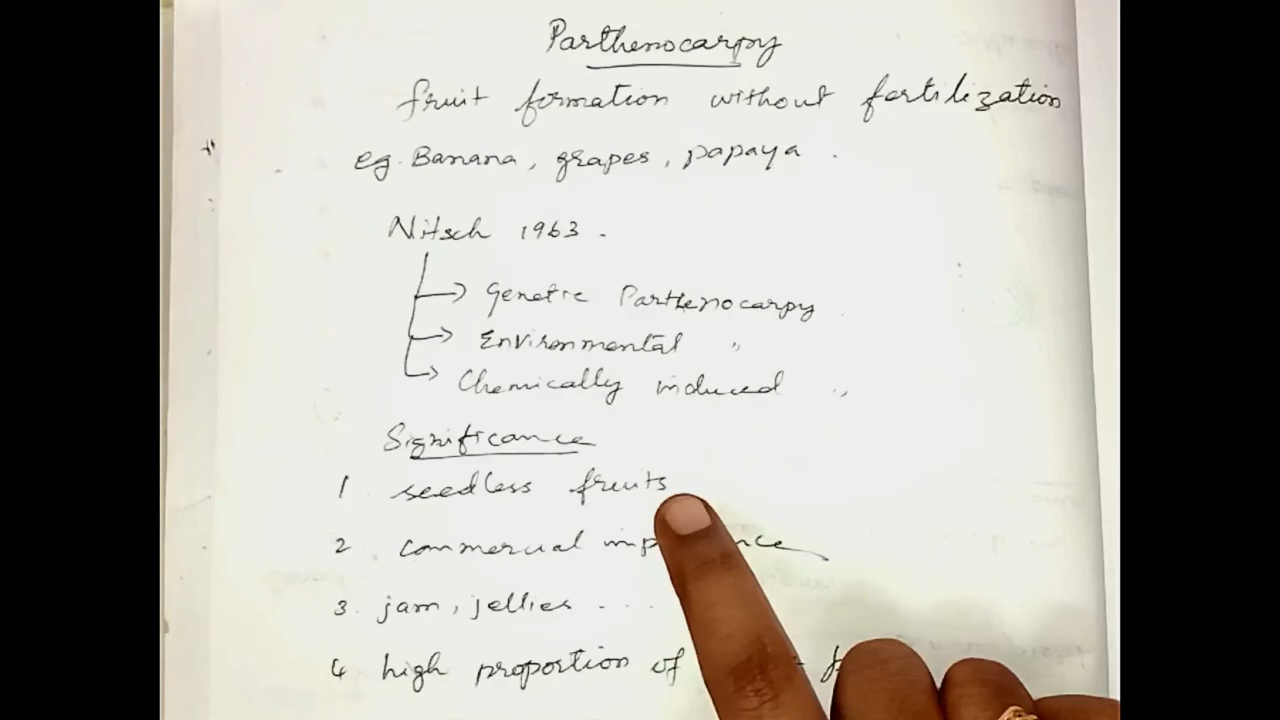 Parthenocarpy
fruit formation without fertilization
eg. Banana, grapes, papaya.
Nitsch 1963.
Genetic Parthenocarpy
Environmental "
Chemically induced "
Significance
1 seedless fruits
2 commercial
3. jam, jellies ...
4 high proportion of